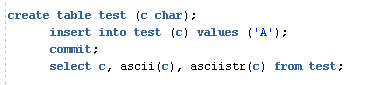 create table test (c char);
insert into test (c) values ('A');
commit;
select c, ascii(c), asciistr(c) from test;